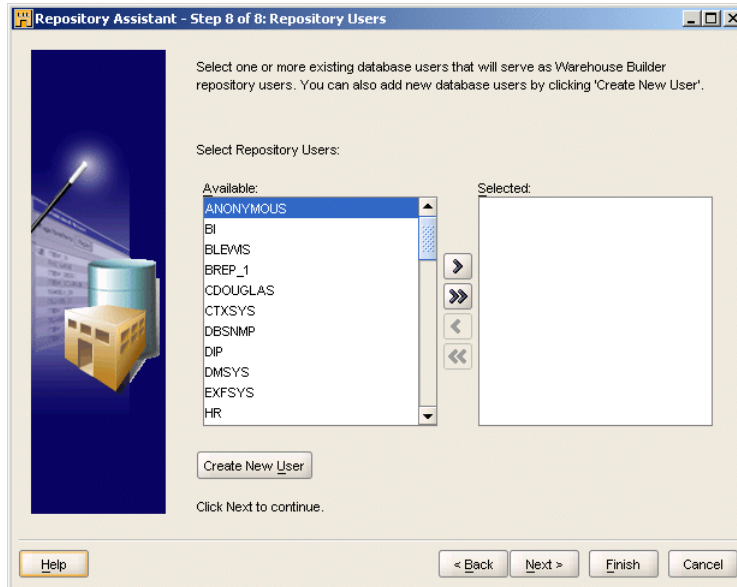 Repository Assistant - Step 8 of 8: Repository Users
Select one or more existing database users that will serve as Warehouse Builder
repository users. You can also add new database users by clicking 'Create New User'.
Select Repository Users:
Available:
Selected:
ANONYMOUS
BI
BLEWIS
BREP_1
CDOUGLAS
CTXSYS
DBSNMP
DIP
DMSYS
EXFSYS
HR
Create New User
Click Next to continue.
Help
< Back
Next >
Finish
Cancel